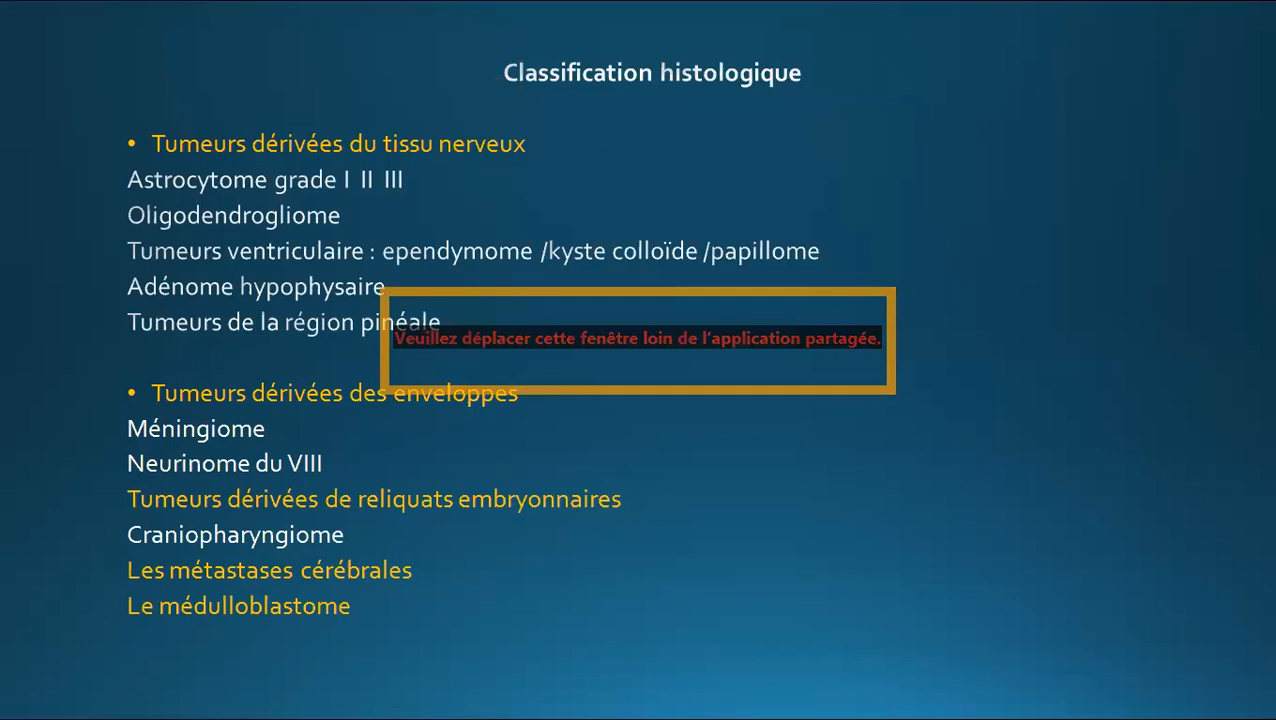 Classification histologique
• Tumeurs dérivées du tissu nerveux
Astrocytome grade I II III
Oligodendrogliome
Tumeurs ventriculaire : ependymome /kyste colloïde /papillome
Adénome hypophysaire
Tumeurs de la région pinéale
Veuillez déplacer cette fenêtre loin de l’application partagée.
• Tumeurs dérivées des enveloppes
Méningiome
Neurinome du VIII
Tumeurs dérivées de reliquats embryonnaires
Craniopharyngiome
Les métastases cérébrales
Le médulloblastome